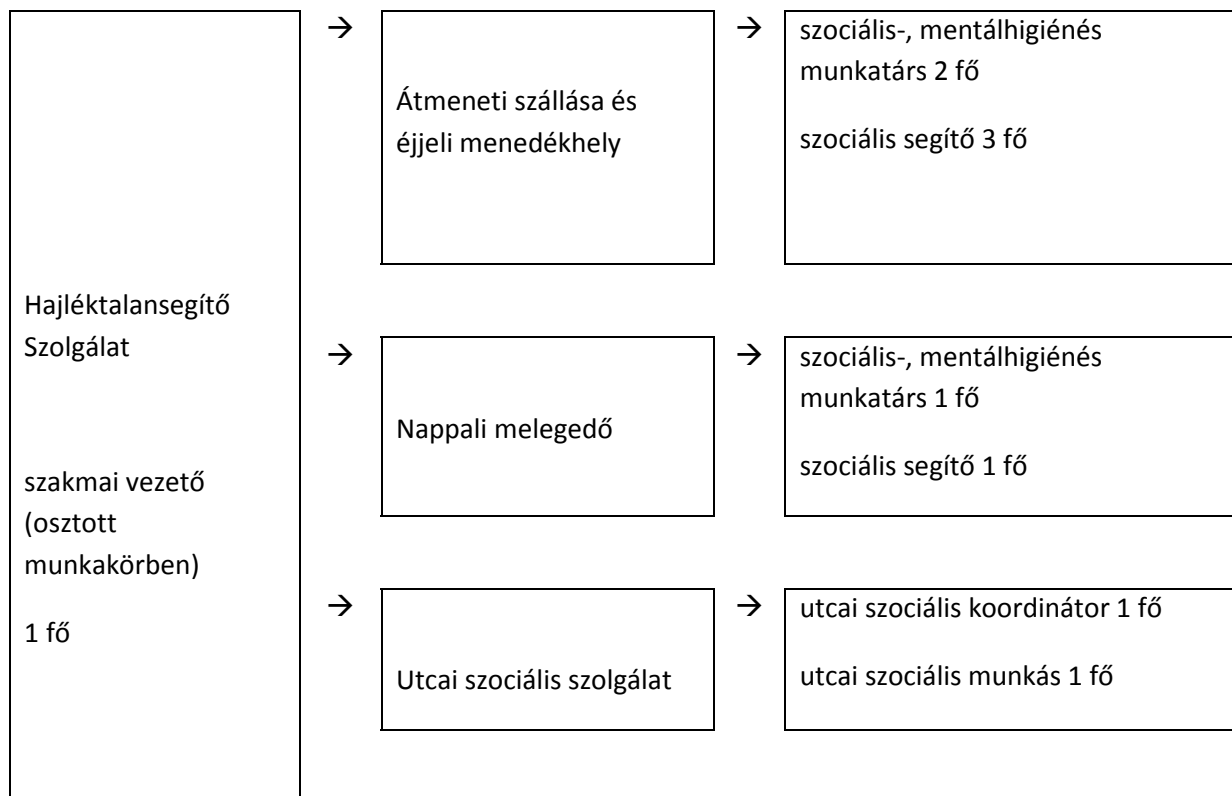 Hajléktalansegítő
Szolgálat
szakmai vezető
(osztott
munkakörben)
1 fő
→
Átmeneti szállása és
éjjeli menedékhely
→
szociális-, mentálhigiénés
munkatárs 2 fő
szociális segítő 3 fő
→
Nappali melegedő
→
szociális-, mentálhigiénés
munkatárs 1 fő
szociális segítő 1 fő
→
Utcai szociális szolgálat
→
utcai szociális koordinátor 1 fő
utcai szociális munkás 1 fő